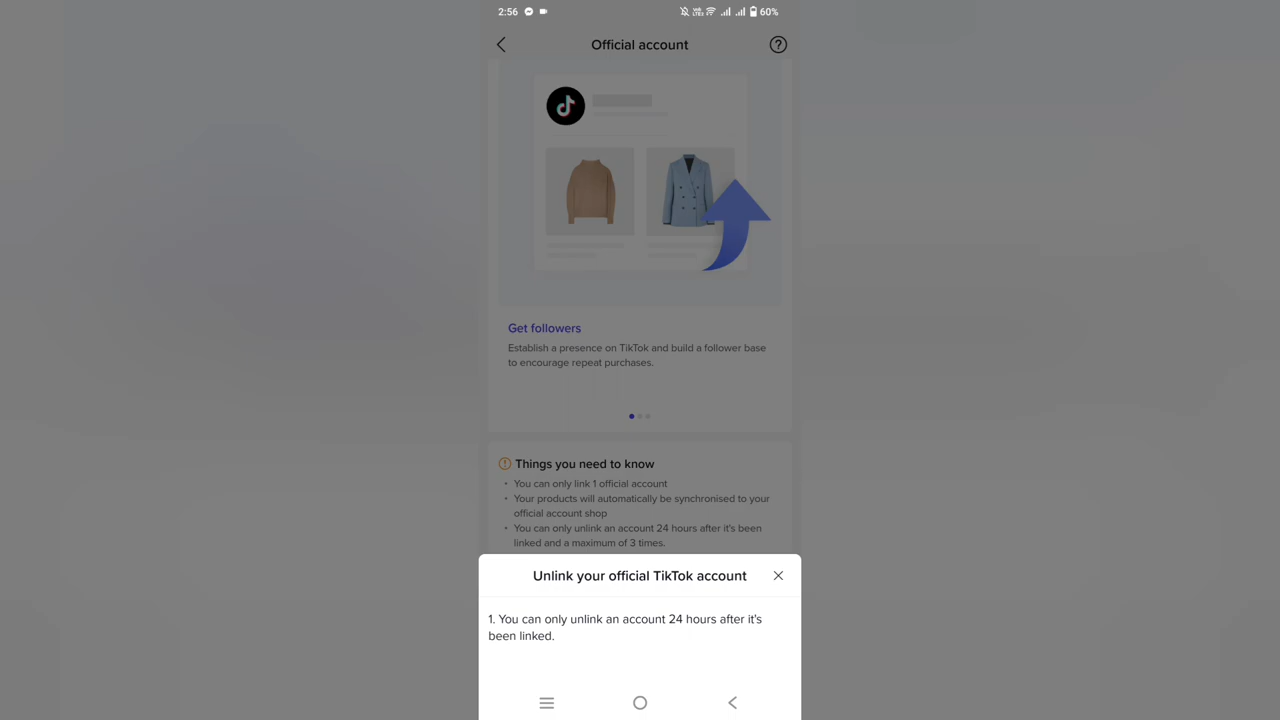 2:56
60%
Official account
Get followers
Establish a presence on TikTok and build a follower base
to encourage repeat purchases.
Things you need to know
• You can only link 1 official account
• Your products will automatically be synchronised to your
official account shop
• You can only unlink an account 24 hours after it's been
linked and a maximum of 3 times.
Unlink your official TikTok account
1. You can only unlink an account 24 hours after it's
been linked.